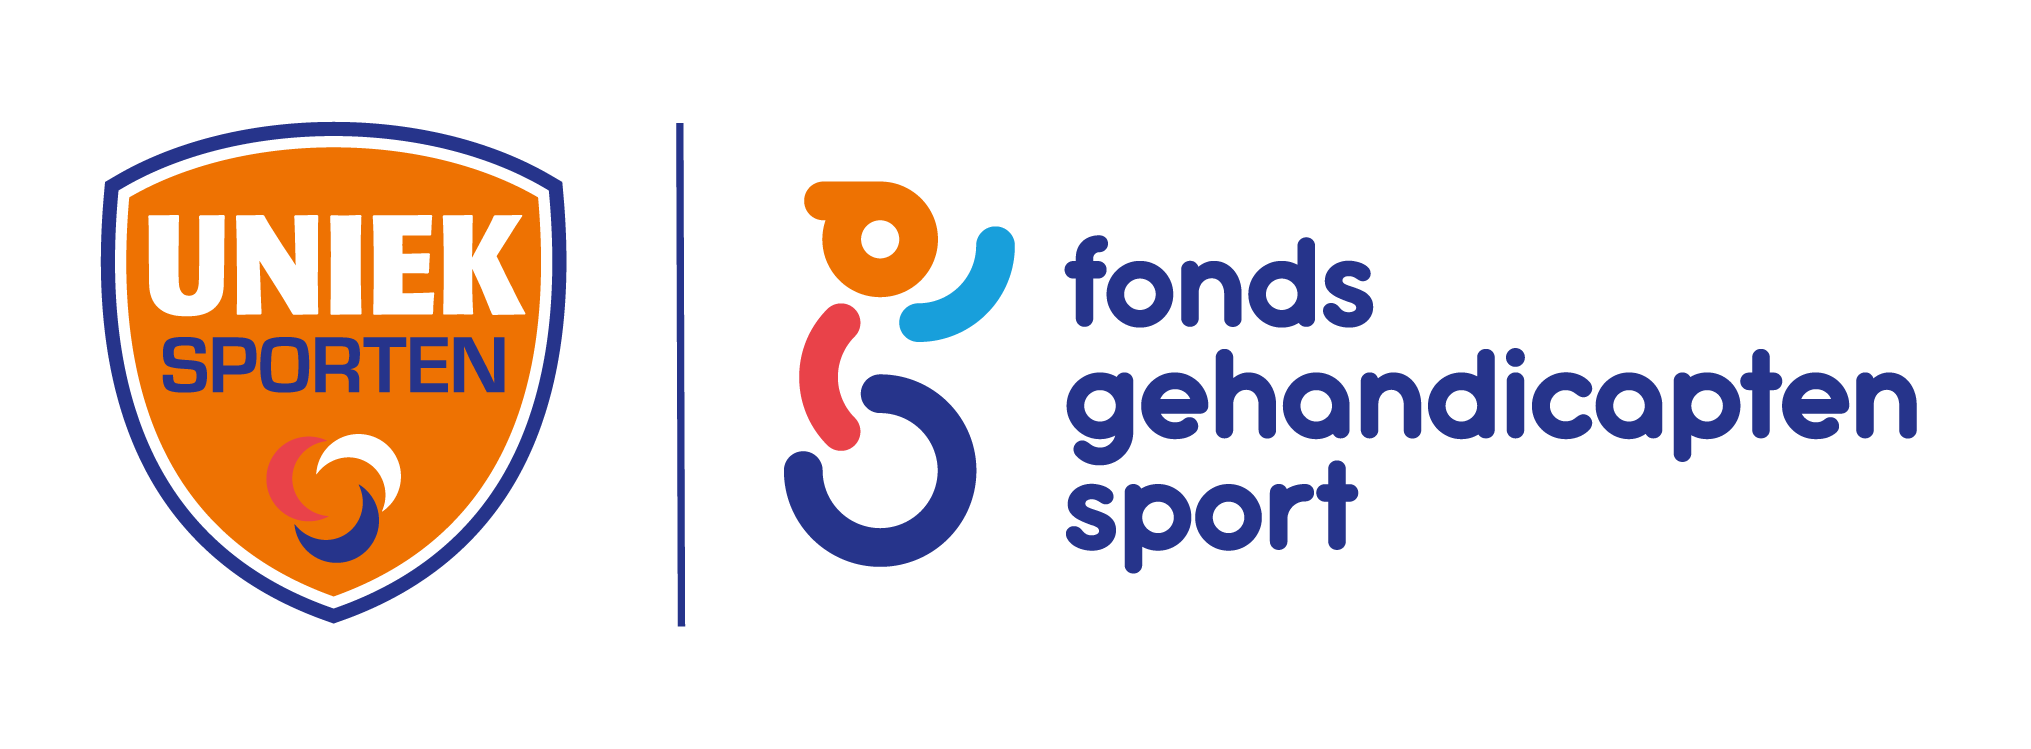 UNIEK
SPORTEN
fonds
gehandicapten
sport